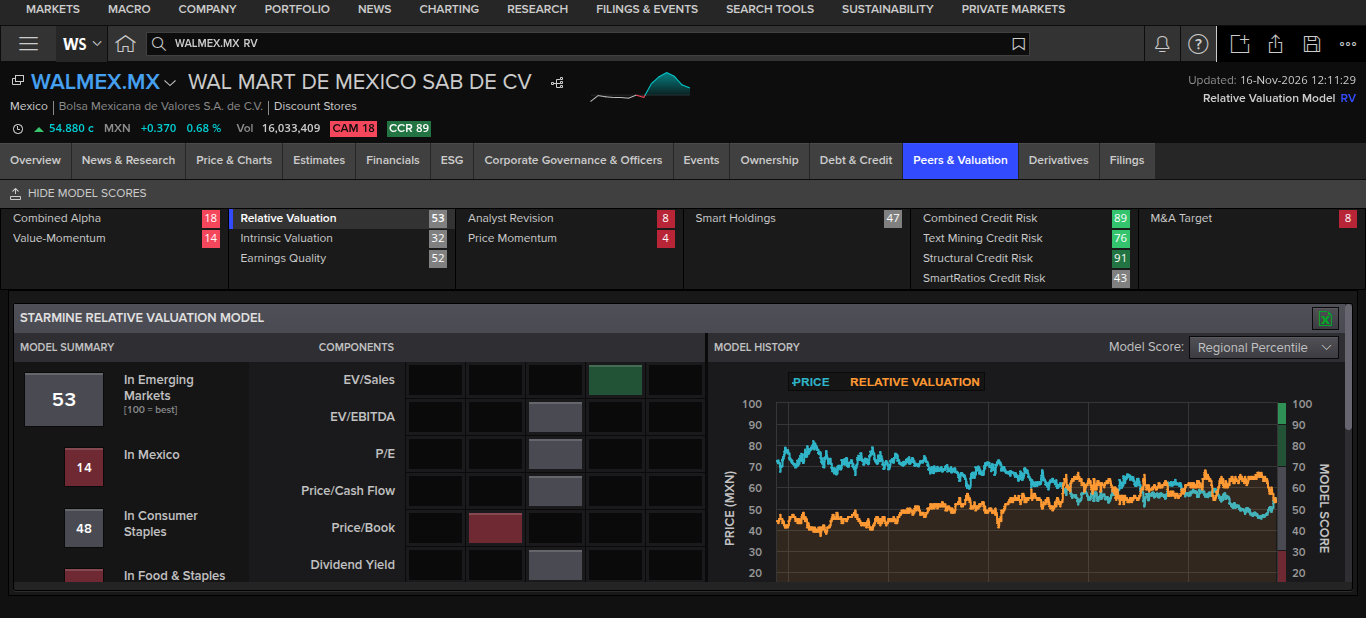 MARKETS MACRO COMPANY PORTFOLIO NEWS CHARTING RESEARCH FILINGS & EVENTS SEARCH TOOLS SUSTAINABILITY PRIVATE MARKETS
WS WALMEX.MX RV ?
WALMEX.MX WAL MART DE MEXICO SAB DE CV
Updated: 16-Nov-2026 12:11:29
Mexico | Bolsa Mexicana de Valores S.A. de C.V. | Discount Stores
Relative Valuation Model RV
54.880 c MXN +0.370 0.68 % Vol 16,033,409 CAM 18 CCR 89
Overview News & Research Price & Charts Estimates Financials ESG Corporate Governance & Officers Events Ownership Debt & Credit Peers & Valuation Derivatives Filings
HIDE MODEL SCORES
Combined Alpha 18
Value-Momentum 14
Relative Valuation 53
Intrinsic Valuation 32
Earnings Quality 52
Analyst Revision 8
Price Momentum 4
Smart Holdings 47
Combined Credit Risk 89
Text Mining Credit Risk 76
Structural Credit Risk 91
SmartRatios Credit Risk 43
M&A Target 8
STARMINE RELATIVE VALUATION MODEL
MODEL SUMMARY
53 In Emerging
Markets
[100 = best]
14 In Mexico
48 In Consumer
Staples
In Food & Staples
COMPONENTS
EV/Sales
EV/EBITDA
P/E
Price/Cash Flow
Price/Book
Dividend Yield
MODEL HISTORY
Model Score: Regional Percentile
PRICE RELATIVE VALUATION
PRICE (MXN)
100
90
80
70
60
50
40
30
20
100
90
80
70
60
50
40
30
20
MODEL SCORE